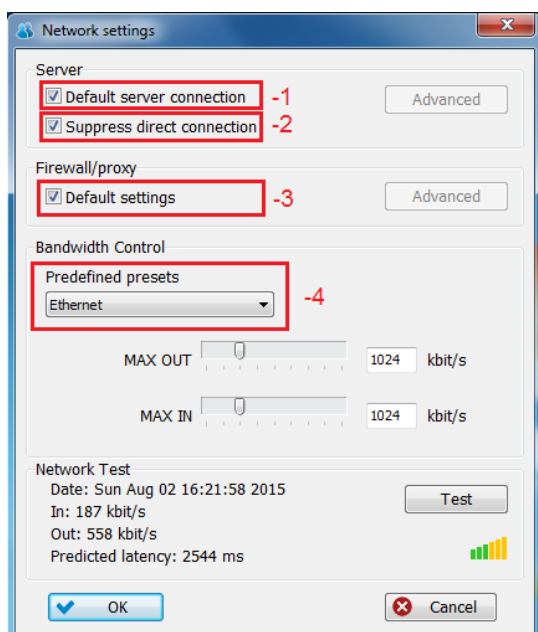 Network settings
Server
Default server connection -1
Advanced
Suppress direct connection -2
Firewall/proxy
Default settings -3
Advanced
Bandwidth Control
Predefined presets
Ethernet -4
MAX OUT 1024 kbit/s
MAX IN 1024 kbit/s
Network Test
Date: Sun Aug 02 16:21:58 2015
In: 187 kbit/s
Out: 558 kbit/s
Predicted latency: 2544 ms
Test
OK
Cancel